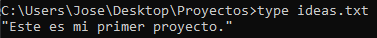 C:\Users\Jose\Desktop\Proyectos>type ideas.txt
"Este es mi primer proyecto."